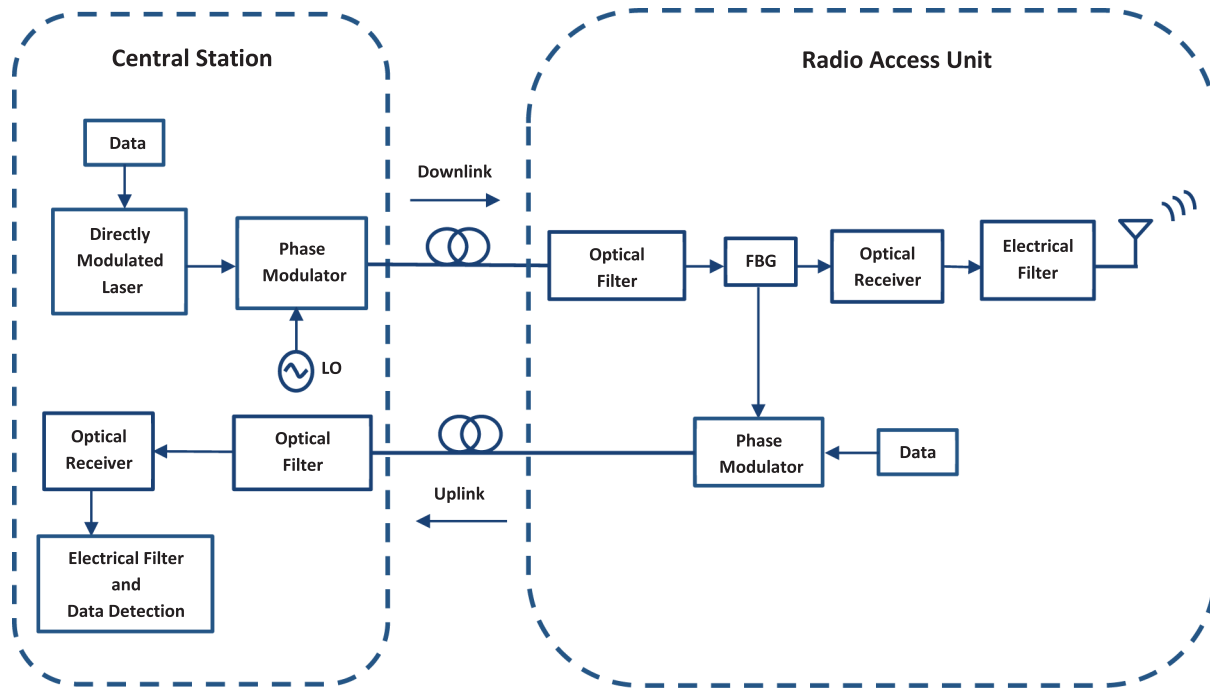 Central Station
Radio Access Unit
Data
Downlink
Directly
Modulated
Laser
Phase
Modulator
Optical
Filter
FBG
Optical
Receiver
Electrical
Filter
LO
Optical
Receiver
Optical
Filter
Phase
Modulator
Data
Uplink
Electrical Filter
and
Data Detection